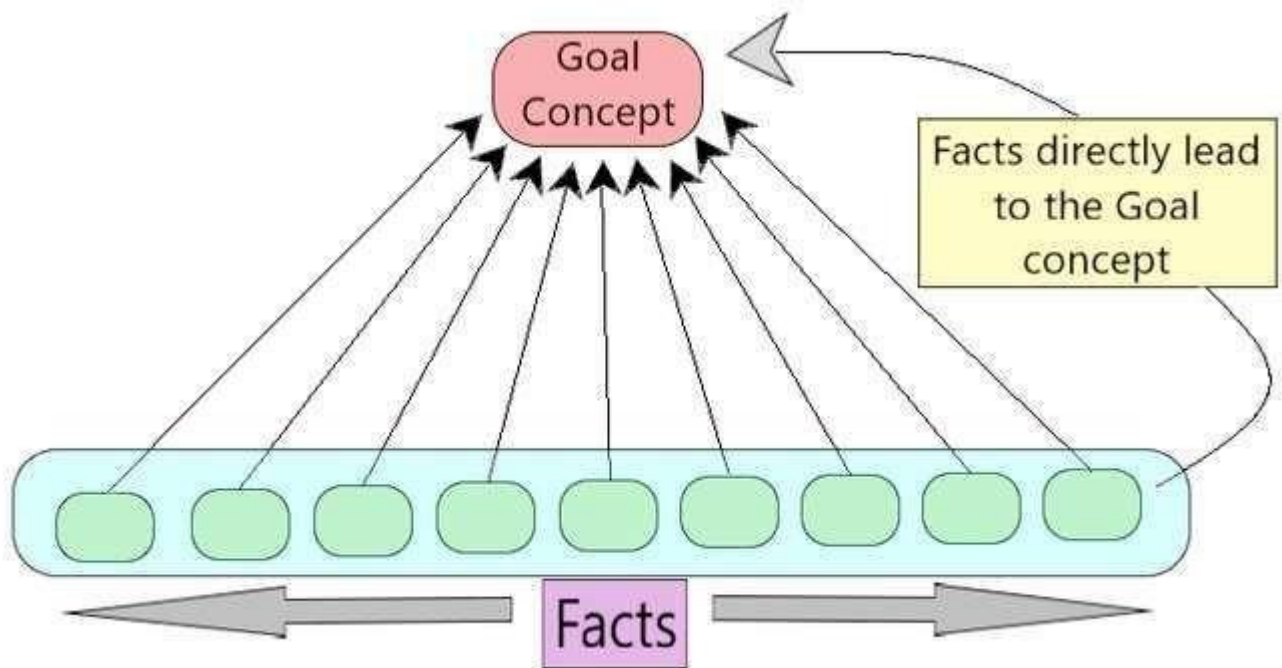 Goal
Concept
Facts directly lead
to the Goal
concept
Facts